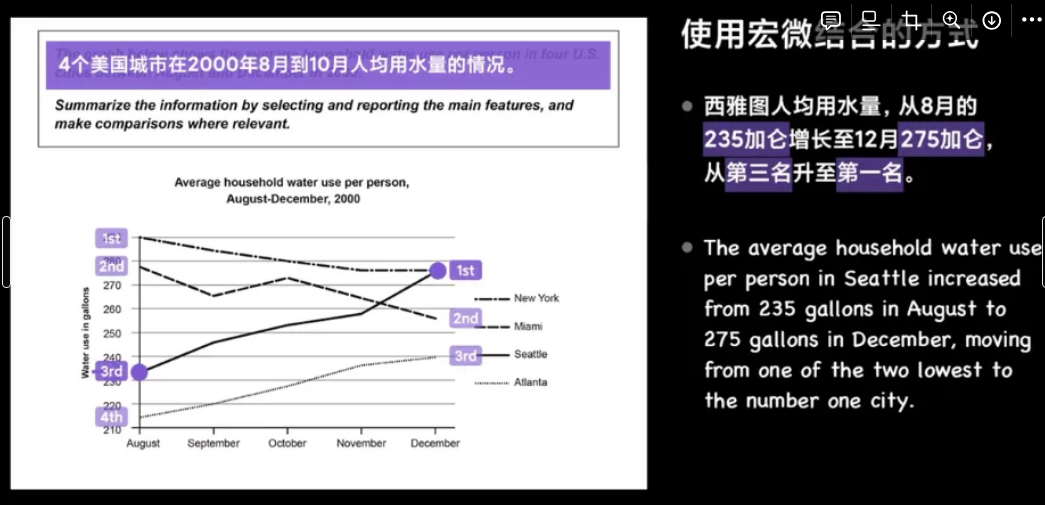 4个美国城市在2000年8月到10月人均用水量的情况。
Summarize the information by selecting and reporting the main features, and
make comparisons where relevant.
Average household water use per person,
August-December, 2000
Water use in gallons
1st
2nd
270
260
250
240
3rd
230
220
4th
210
August
September
October
November
December
1st
2nd
3rd
New York
Miami
Seattle
Atlanta
使用宏微结合的方式
西雅图人均用水量，从8月的
235加仑增长至12月275加仑，
从第三名升至第一名。
The average household water use
per person in Seattle increased
from 235 gallons in August to
275 gallons in December, moving
from one of the two lowest to
the number one city.